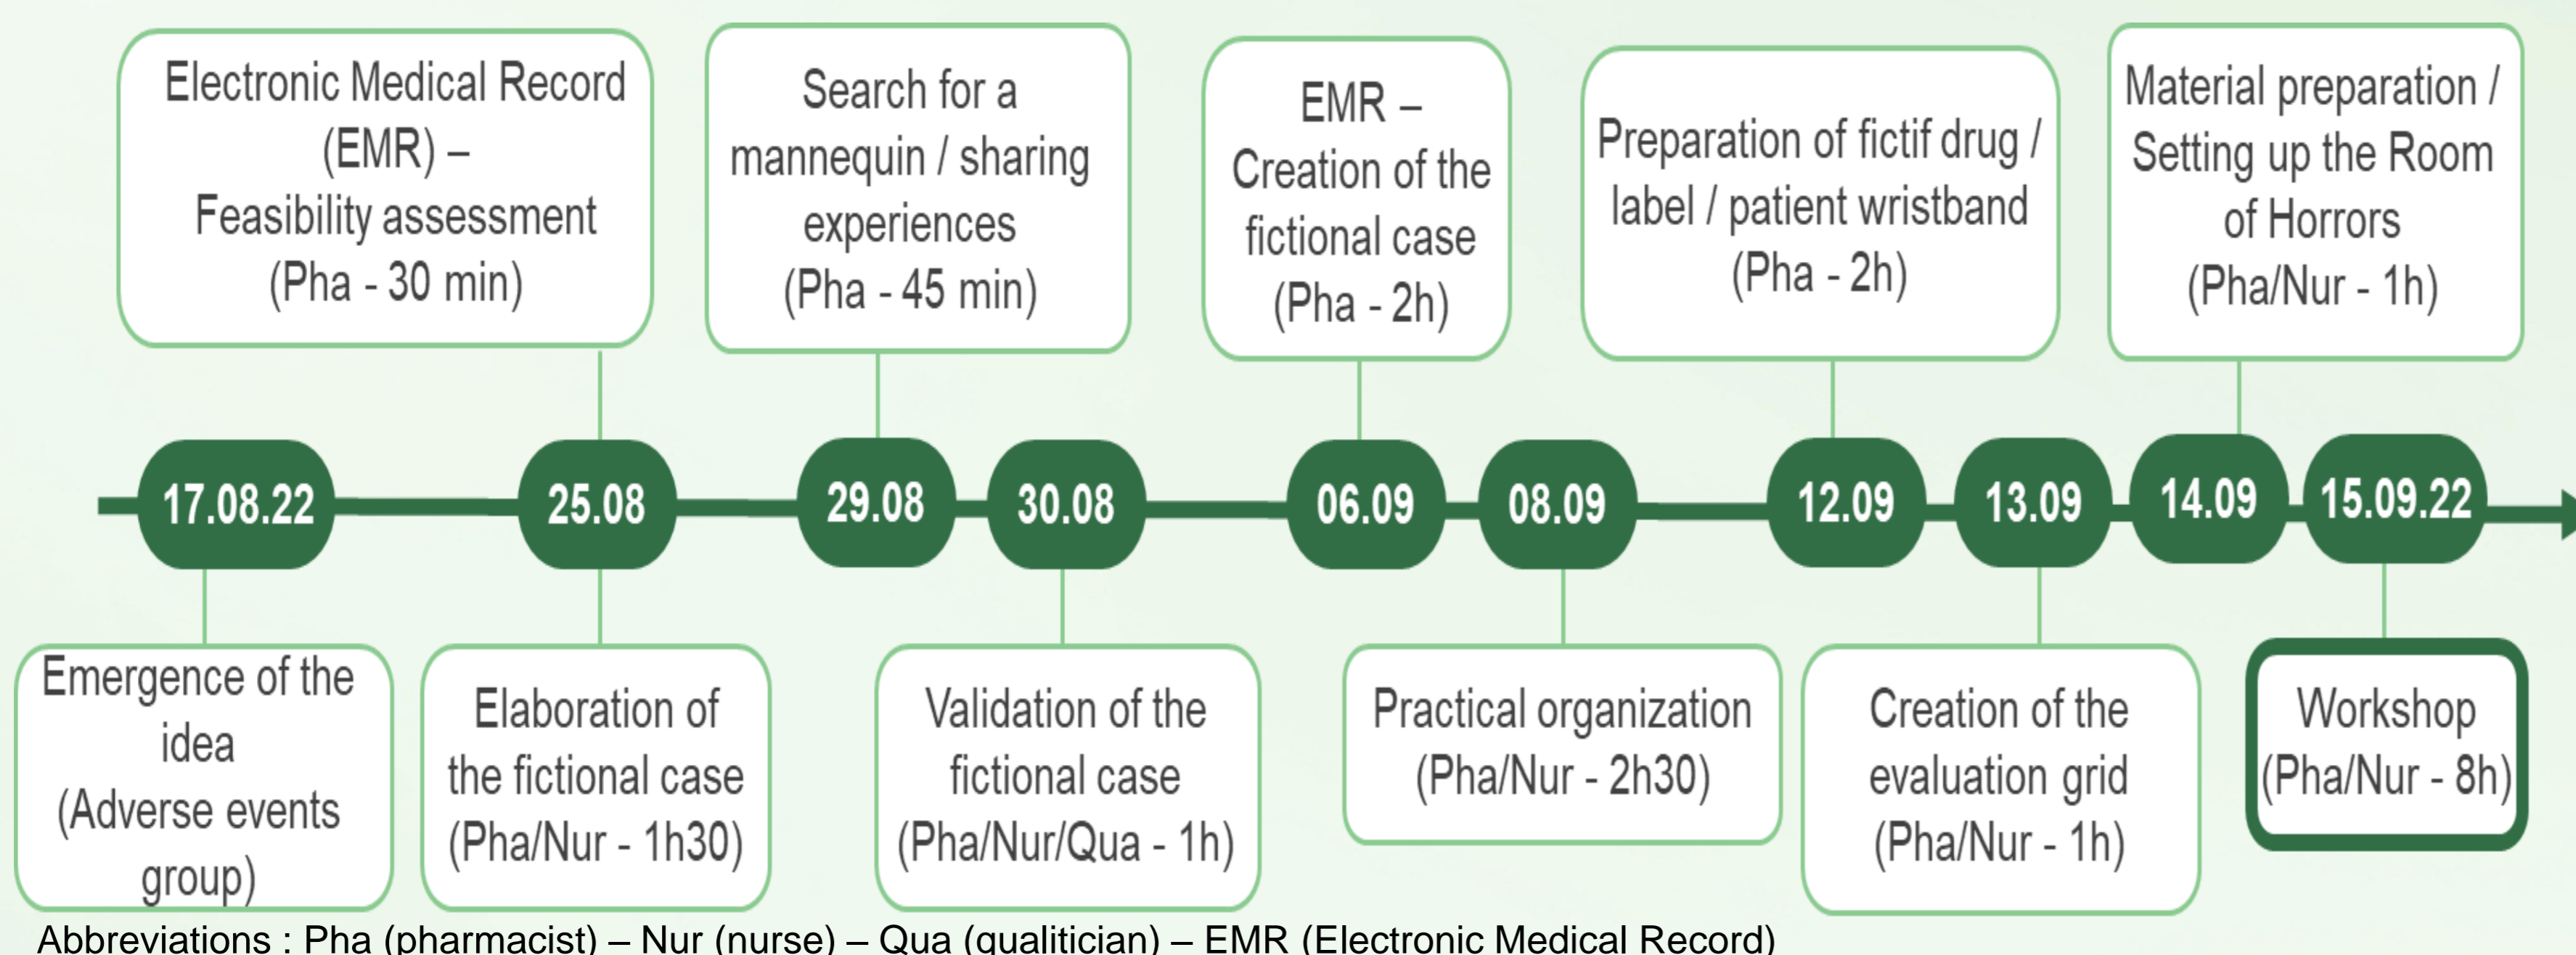 Electronic Medical Record
(EMR) –
Feasibility assessment
(Pha - 30 min)
Search for a
mannequin / sharing
experiences
(Pha - 45 min)
EMR –
Creation of the
fictional case
(Pha - 2h)
Preparation of fictif drug /
label / patient wristband
(Pha - 2h)
Material preparation /
Setting up the Room
of Horrors
(Pha/Nur - 1h)
17.08.22
25.08
29.08
30.08
06.09
08.09
12.09
13.09
14.09
15.09.22
Emergence of the
idea
(Adverse events
group)
Elaboration of
the fictional case
(Pha/Nur - 1h30)
Validation of the
fictional case
(Pha/Nur/Qua - 1h)
Practical organization
(Pha/Nur - 2h30)
Creation of the
evaluation grid
(Pha/Nur - 1h)
Workshop
(Pha/Nur - 8h)
Abbreviations : Pha (pharmacist) – Nur (nurse) – Qua (qualitician) – EMR (Electronic Medical Record)